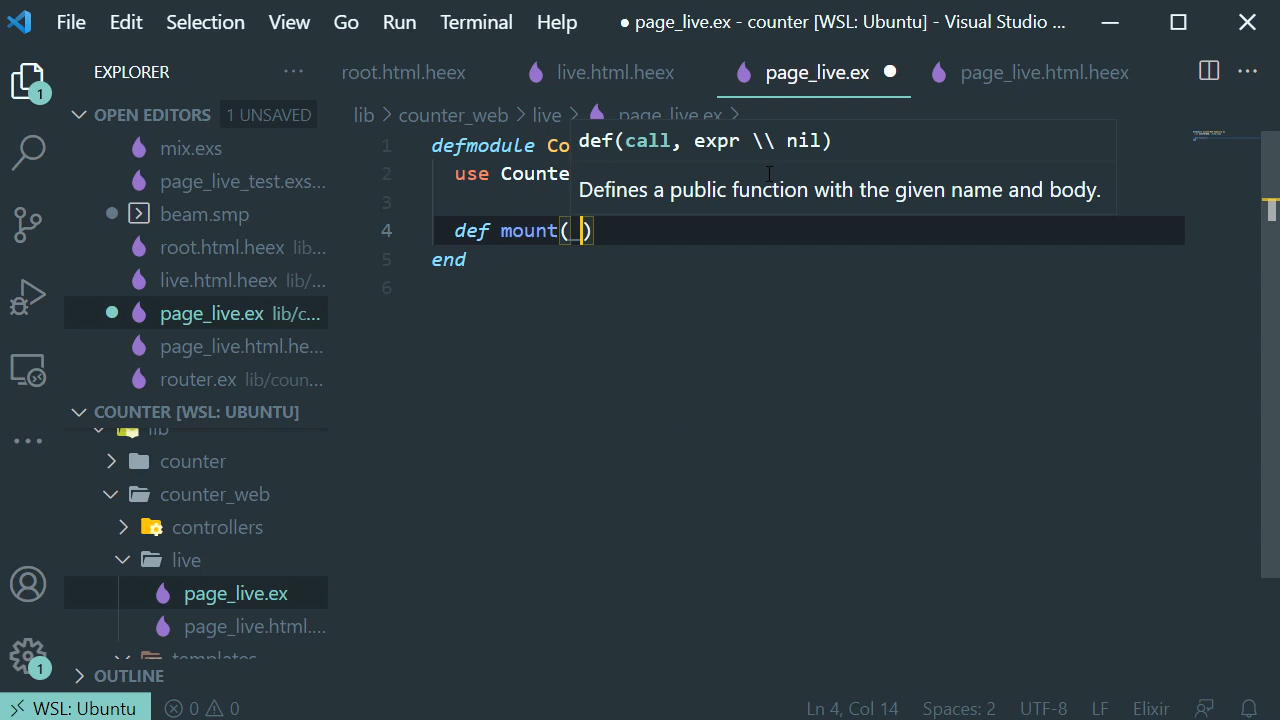 File Edit Selection View Go Run Terminal Help ● page_live.ex - counter [WSL: Ubuntu] - Visual Studio ...
EXPLORER ...
root.html.heex live.html.heex page_live.ex page_live.html.heex ...
1
OPEN EDITORS 1 UNSAVED
lib > counter_web > live > page_live.ex >
mix.exs
page_live_test.exs...
beam.smp
root.html.heex lib...
live.html.heex lib/...
page_live.ex lib/c...
page_live.html.he...
router.ex lib/coun...
1 defmodule Co
2 use Counte
3
4 def mount(_)
5 end
6
def(call, expr \\ nil)
Defines a public function with the given name and body.
COUNTER [WSL: UBUNTU]
lib
counter
counter_web
controllers
live
page_live.ex
page_live.html....
templates
OUTLINE
1
WSL: Ubuntu 0 0 Ln 4, Col 14 Spaces: 2 UTF-8 LF Elixir